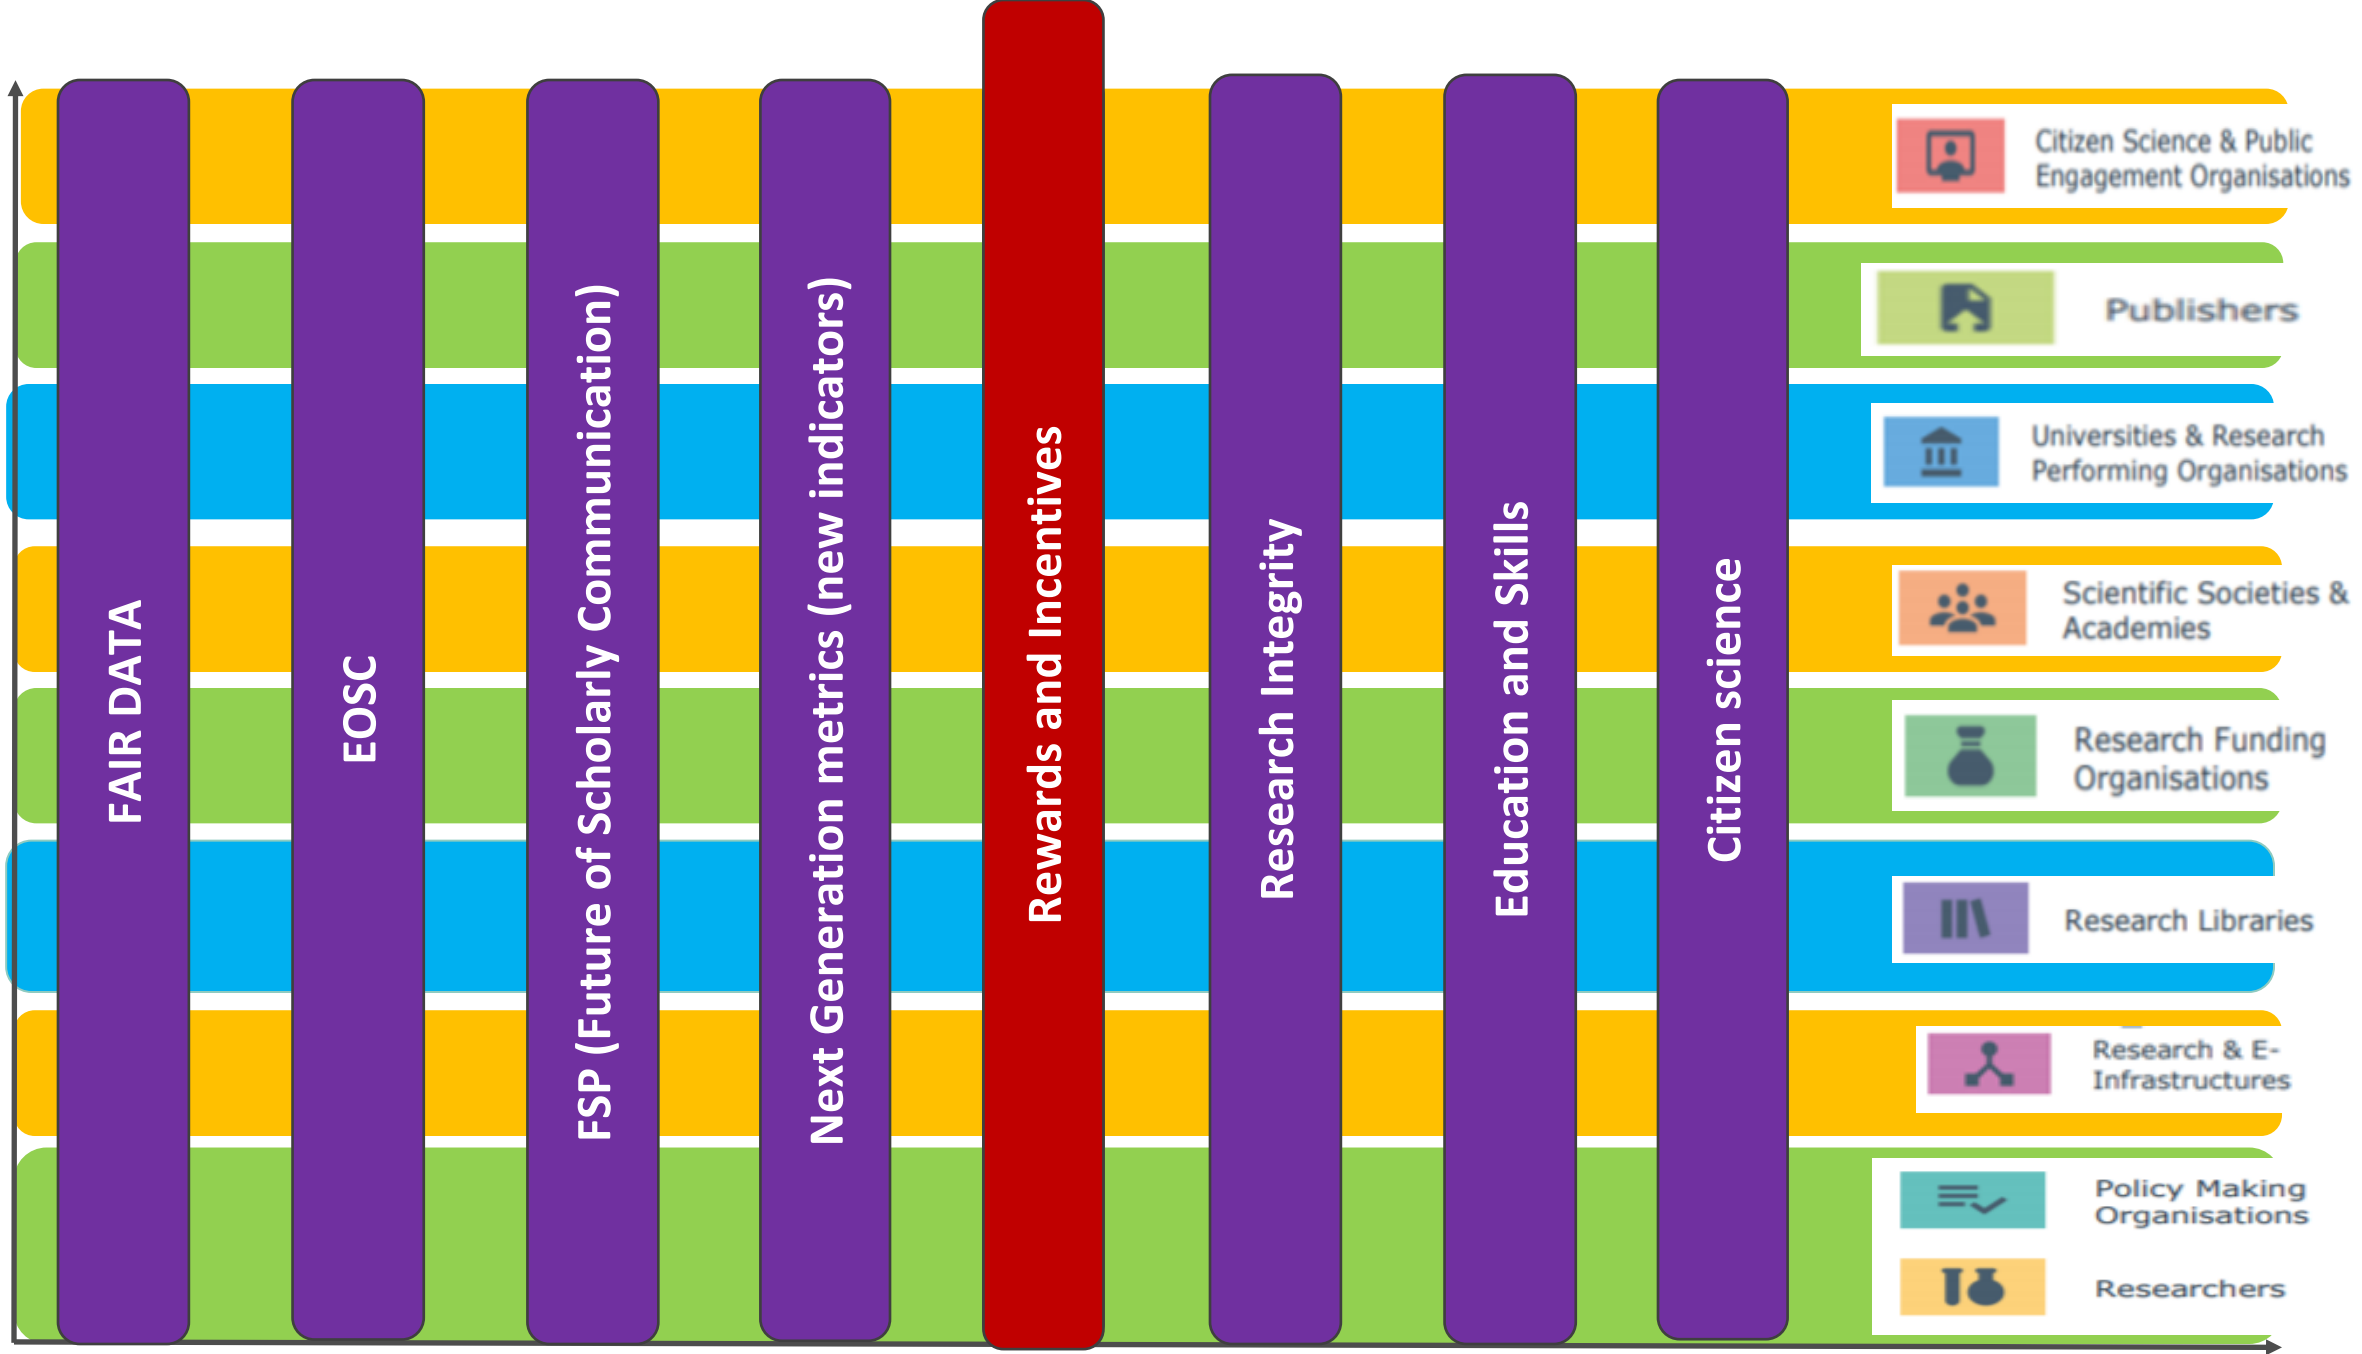 FAIR DATA
EOSC
FSP (Future of Scholarly Communication)
Next Generation metrics (new indicators)
Rewards and Incentives
Research Integrity
Education and Skills
Citizen science
Citizen Science & Public
Engagement Organisations
Publishers
Universities & Research
Performing Organisations
Scientific Societies &
Academies
Research Funding
Organisations
Research Libraries
Research & E-
Infrastructures
Policy Making
Organisations
Researchers